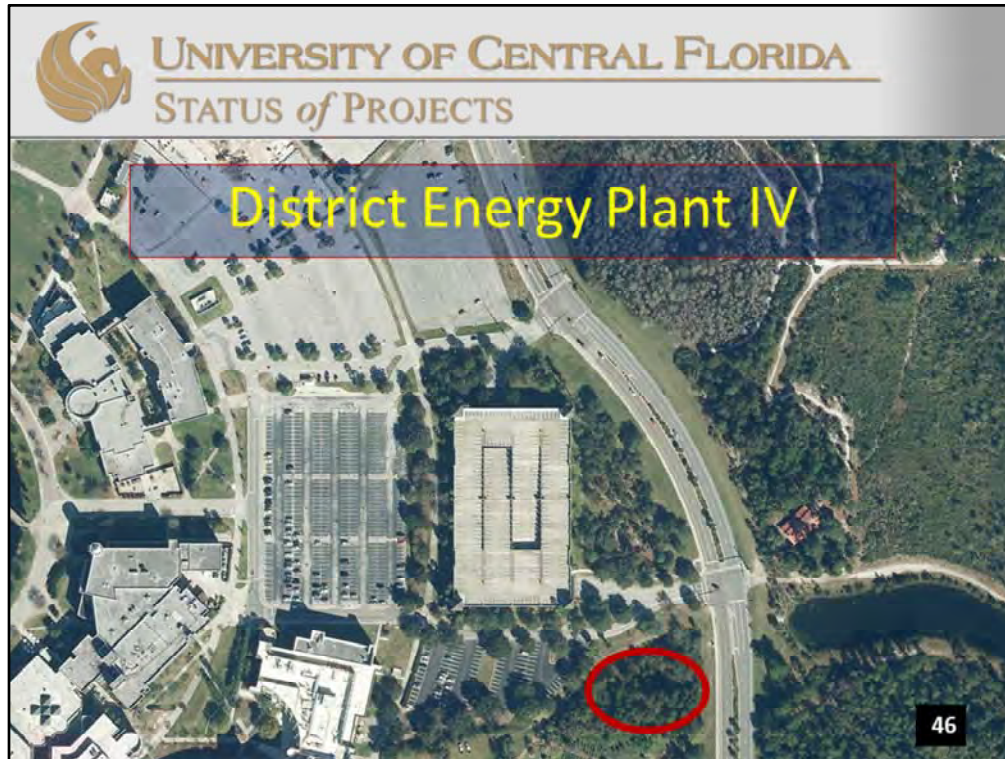 UNIVERSITY OF CENTRAL FLORIDA
STATUS of PROJECTS
District Energy Plant IV
46